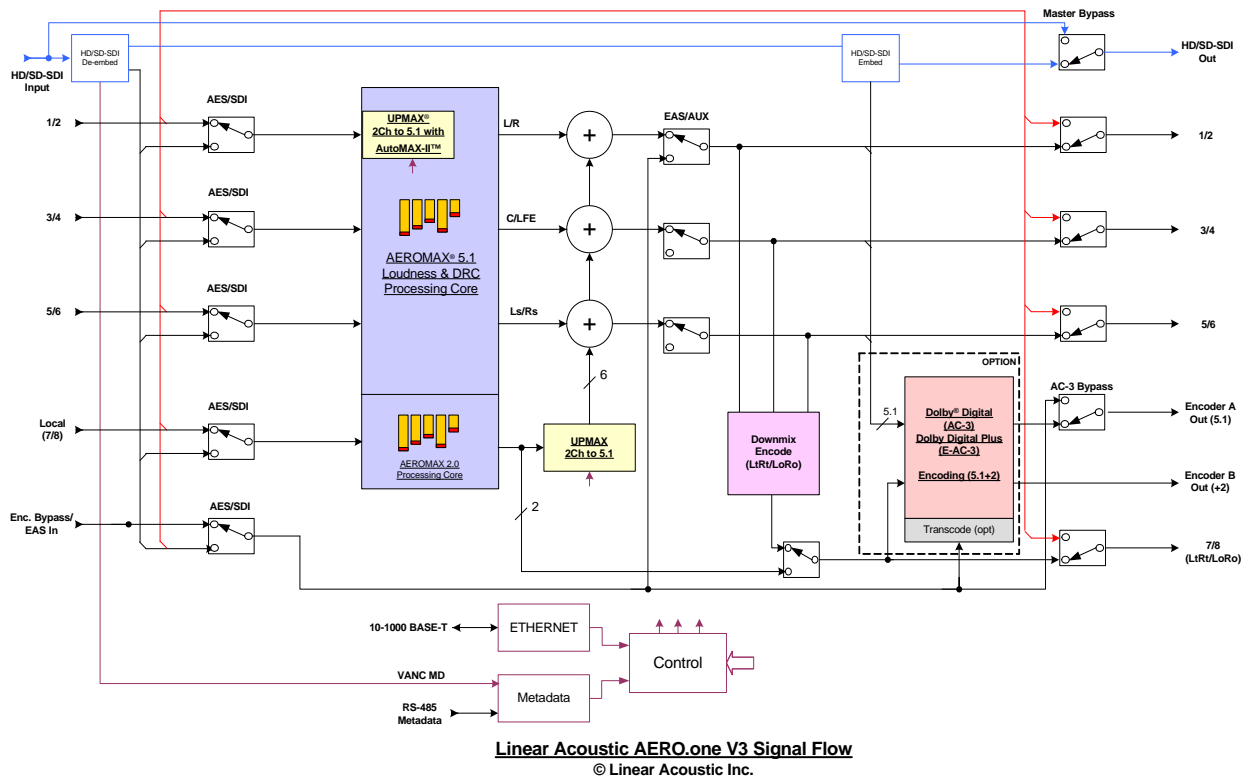 Master Bypass
HD/SD-SDI
De-embed
HD/SD-SDI
Embed
HD/SD-SDI
Input
HD/SD-SDI
Out
AES/SDI
1/2
UPMAX®
2Ch to 5.1 with
AutoMAX-II™
L/R
EAS/AUX
1/2
AES/SDI
3/4
C/LFE
3/4
AEROMAX® 5.1
Loudness & DRC
Processing Core
AES/SDI
5/6
Ls/Rs
5/6
OPTION
6
AES/SDI
AC-3 Bypass
Local
(7/8)
5.1
Dolby® Digital
(AC-3)
Dolby Digital Plus
(E-AC-3)
Encoding (5.1+2)
Encoder A
Out (5.1)
UPMAX
2Ch to 5.1
Downmix
Encode
(LtRt/LoRo)
AEROMAX 2.0
Processing Core
Encoder B
Out (+2)
AES/SDI
2
Enc. Bypass/
EAS In
Transcode (opt)
7/8
(LtRt/LoRo)
10-1000 BASE-T
ETHERNET
Control
VANC MD
Metadata
RS-485
Metadata
Linear Acoustic AERO.one V3 Signal Flow
© Linear Acoustic Inc.